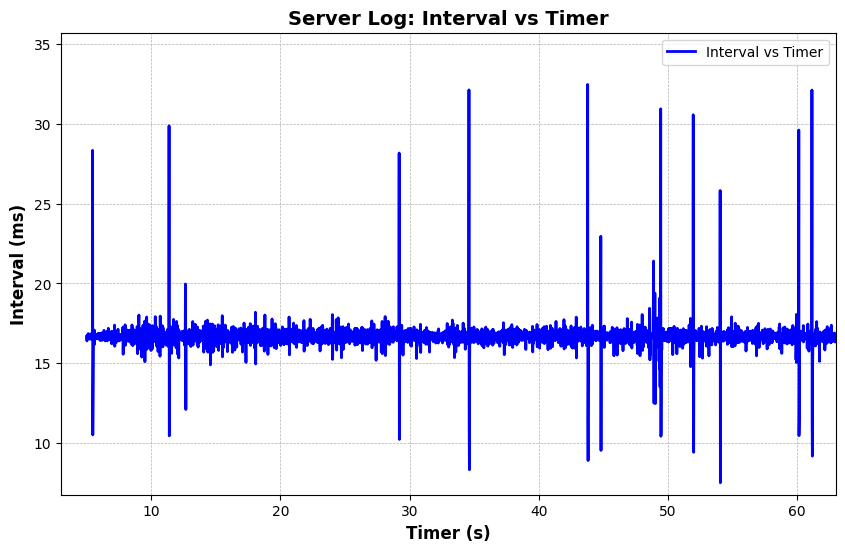 Server Log: Interval vs Timer
Interval vs Timer
35
30
25
20
15
10
Interval (ms)
10 20 30 40 50 60
Timer (s)